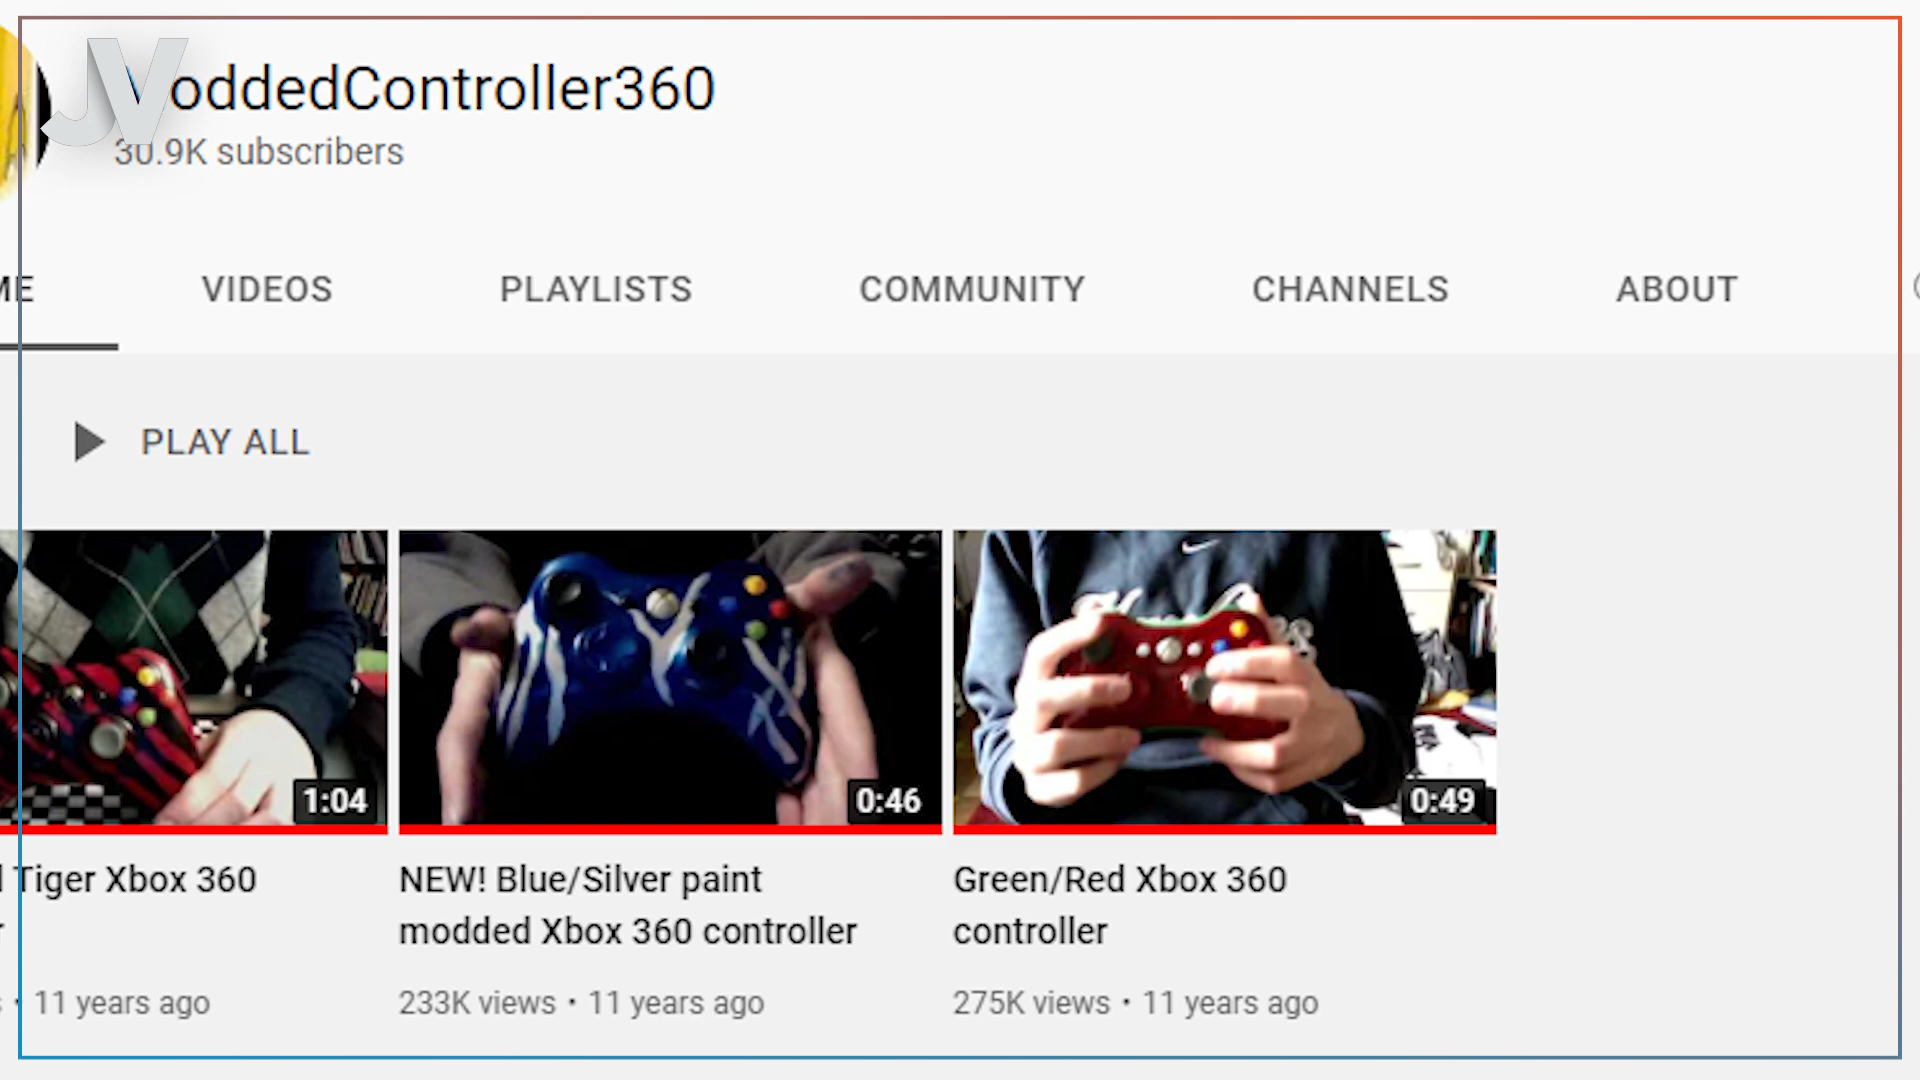 JV
oddedController360
30.9K subscribers
ME
VIDEOS
PLAYLISTS
COMMUNITY
CHANNELS
ABOUT
PLAY ALL
1:04
0:46
0:49
Tiger Xbox 360
NEW! Blue/Silver paint
modded Xbox 360 controller
Green/Red Xbox 360
controller
11 years ago
233K views • 11 years ago
275K views • 11 years ago